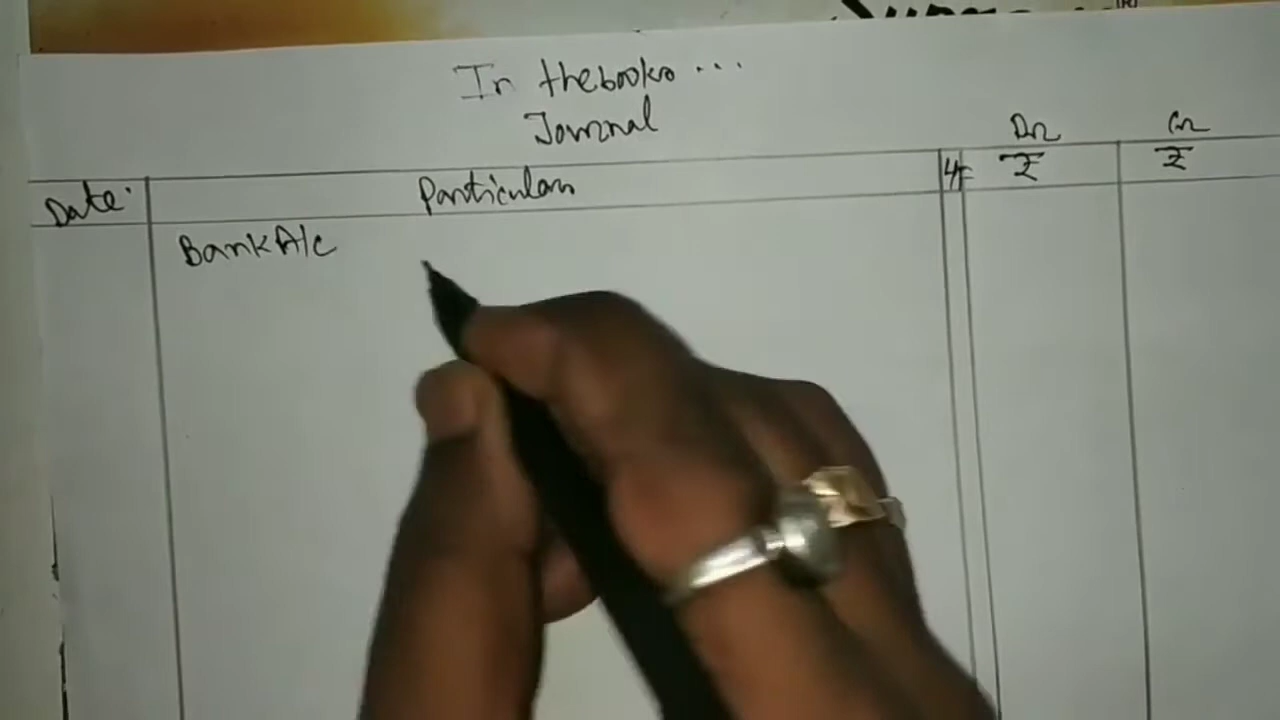 In the books ...
Journal
Dr Cr
Date. Particulars LF ₹ ₹
Bank A/c